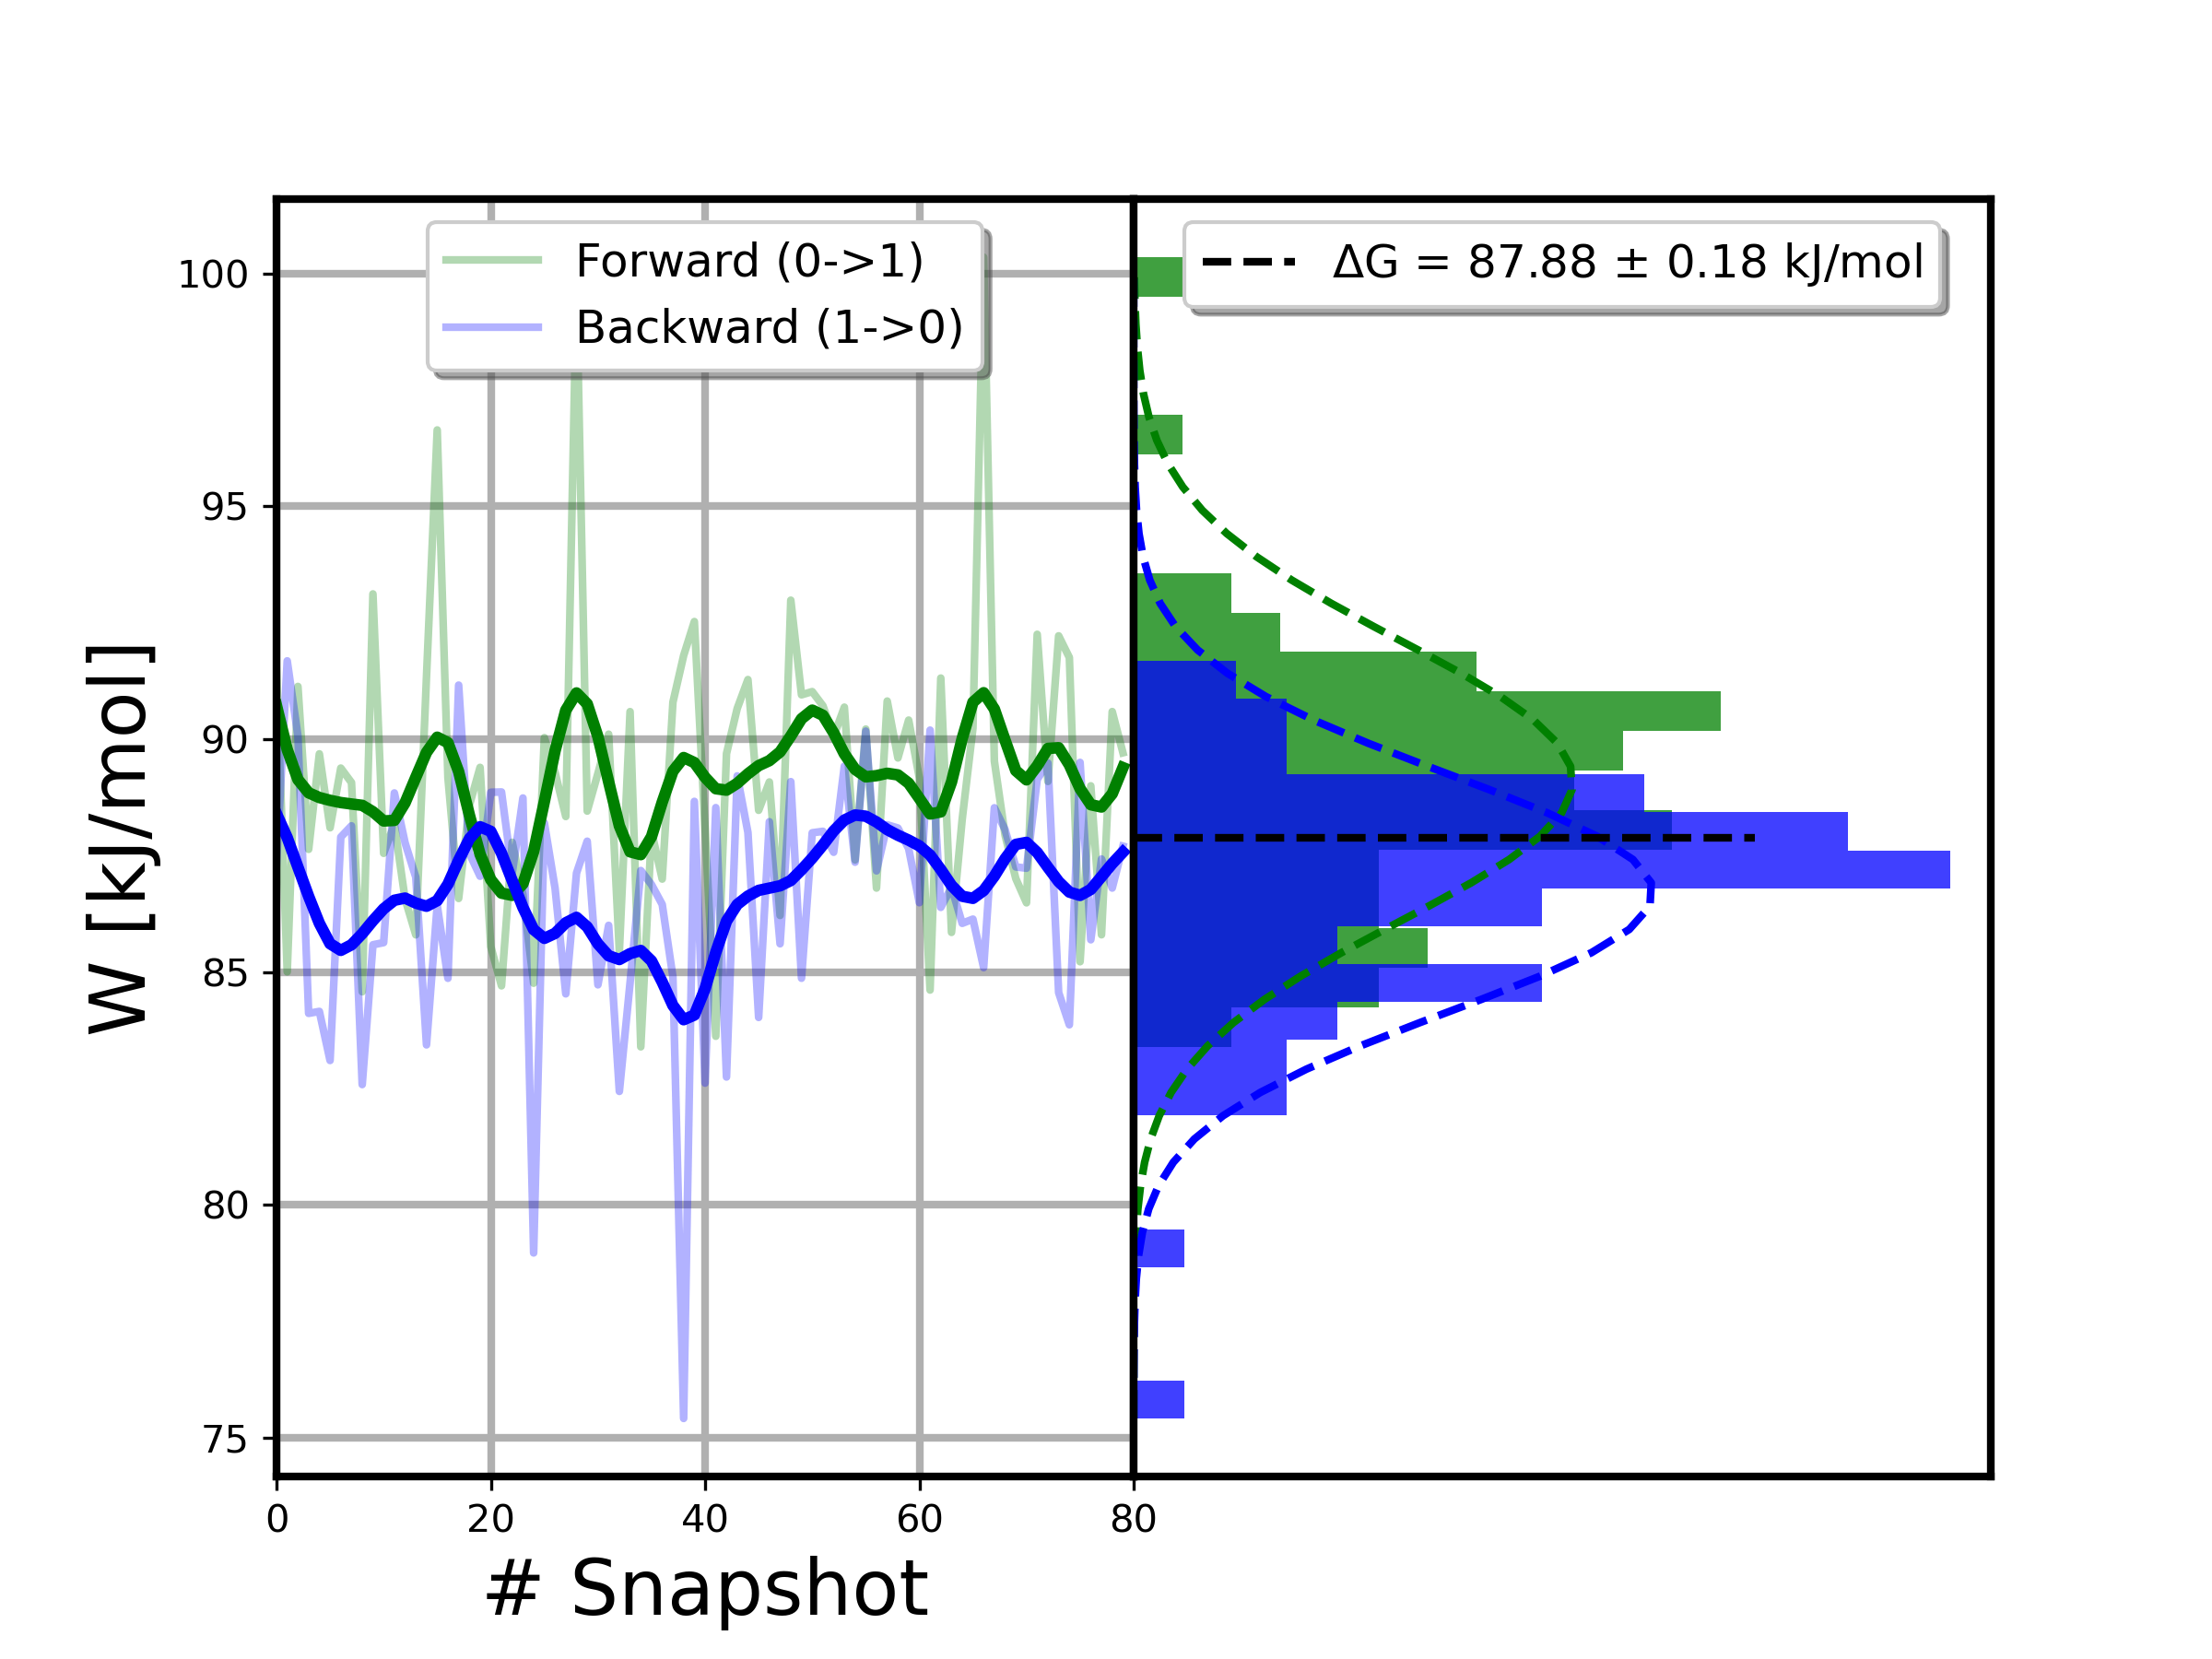 Forward (0->1)
Backward (1->0)
ΔG = 87.88 ± 0.18 kJ/mol
W [kJ/mol]
100
95
90
85
80
75
0 20 40 60 80
# Snapshot